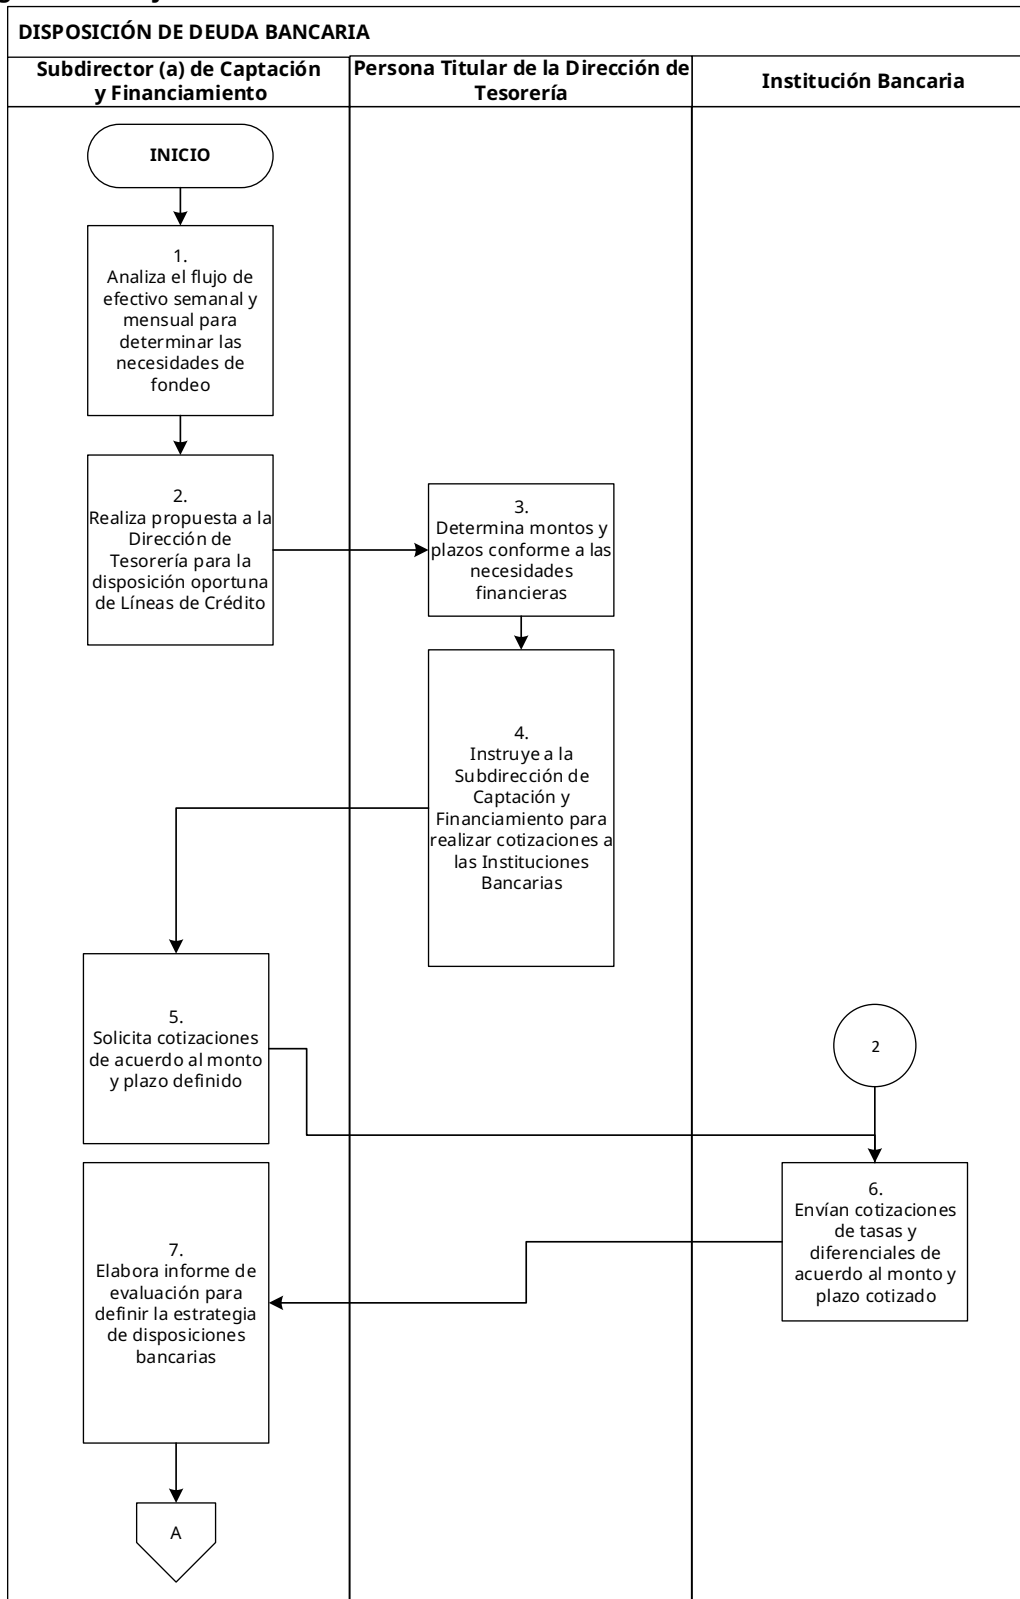 DISPOSICIÓN DE DEUDA BANCARIA
Subdirector (a) de Captación
y Financiamiento
Persona Titular de la Dirección de
Tesorería
Institución Bancaria
INICIO
1.
Analiza el flujo de
efectivo semanal y
mensual para
determinar las
necesidades de
fondeo
2.
Realiza propuesta a la
Dirección de
Tesorería para la
disposición oportuna
de Líneas de Crédito
3.
Determina montos y
plazos conforme a las
necesidades
financieras
4.
Instruye a la
Subdirección de
Captación y
Financiamiento para
realizar cotizaciones a
las Instituciones
Bancarias
5.
Solicita cotizaciones
de acuerdo al monto
y plazo definido
2
6.
Envían cotizaciones
de tasas y
diferenciales de
acuerdo al monto y
plazo cotizado
7.
Elabora informe de
evaluación para
definir la estrategia
de disposiciones
bancarias
A